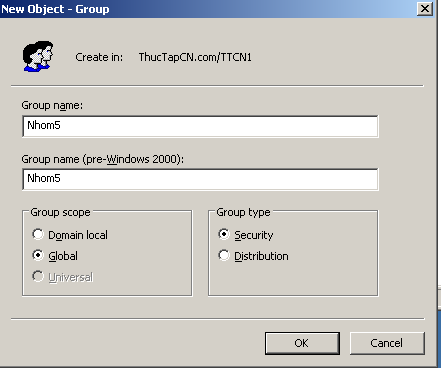 New Object - Group
Create in: ThucTapCN.com/TTCN1
Group name:
Nhom5
Group name (pre-Windows 2000):
Nhom5
Group scope
Domain local
Global
Universal
Group type
Security
Distribution
OK
Cancel